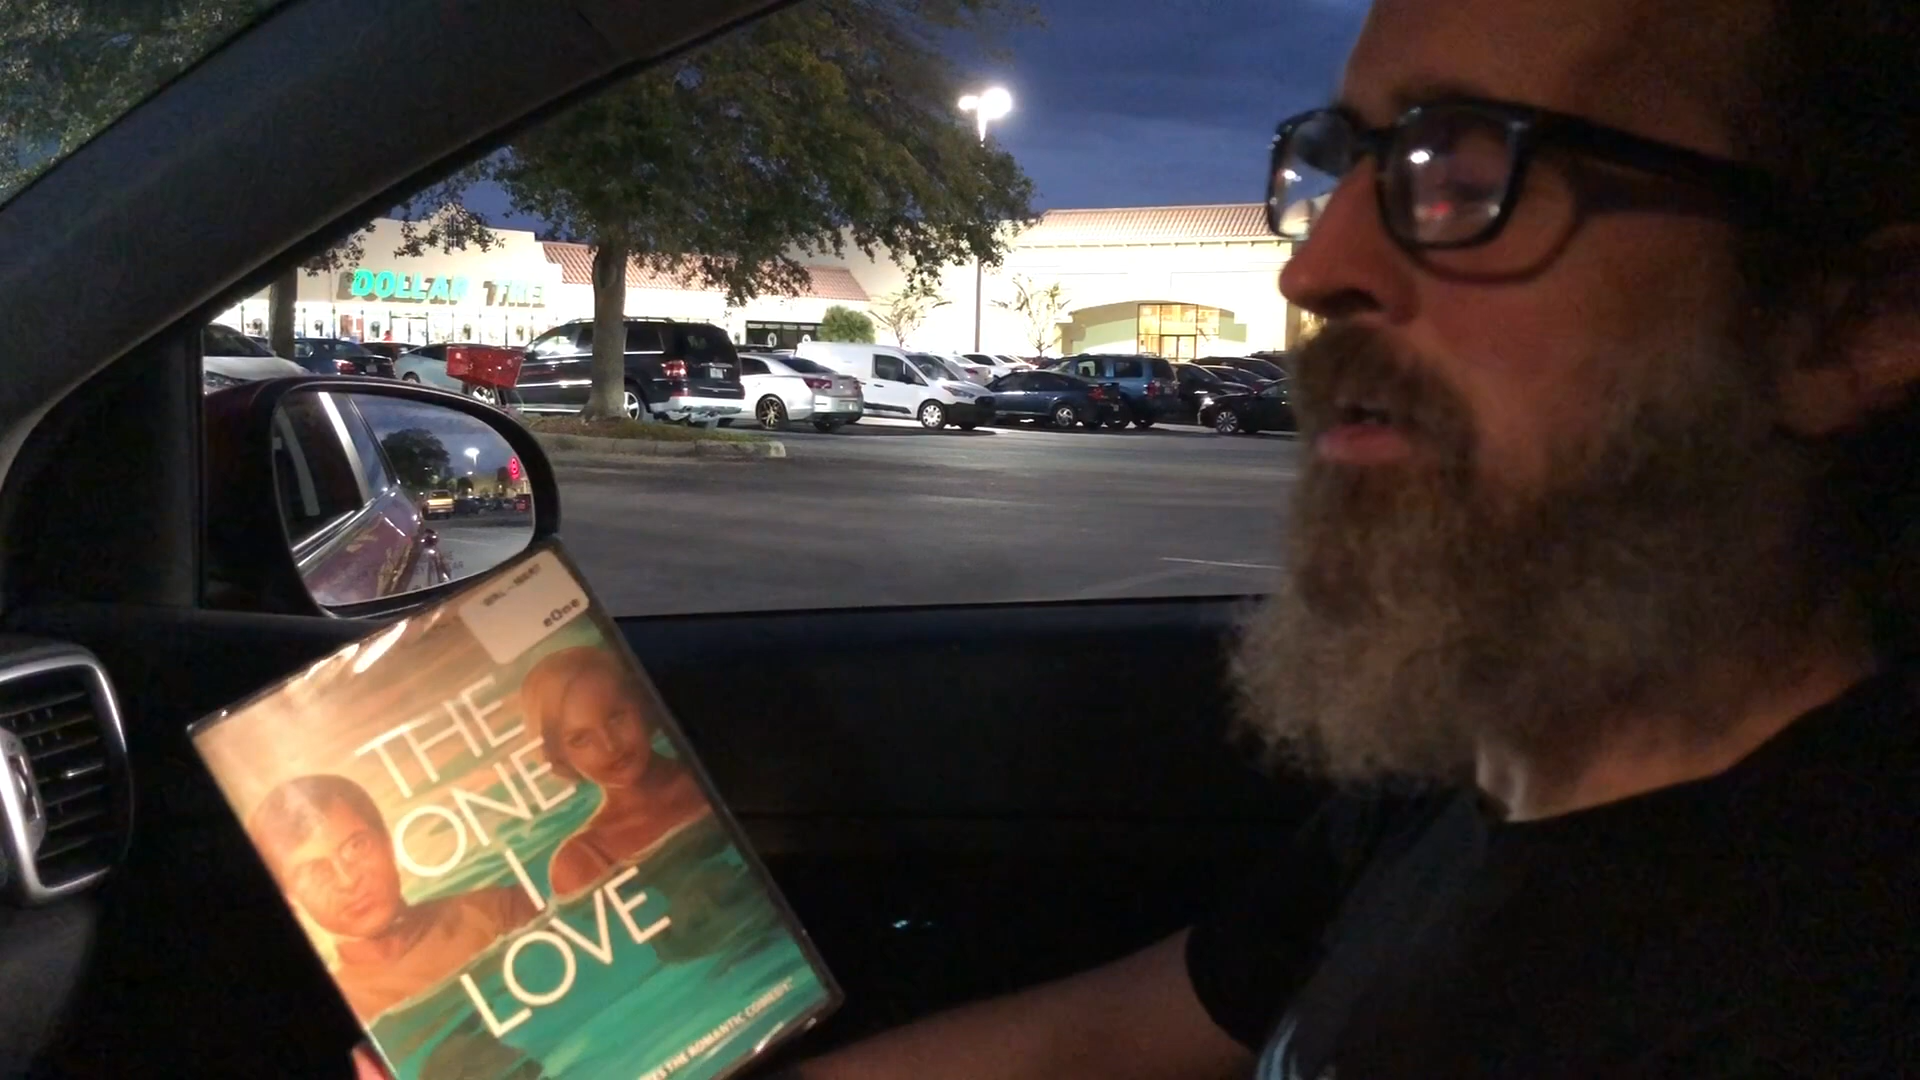 DOLLAR TREE
eOne
THE
ONE
I
LOVE
THE ROMANTIC COMEDY."